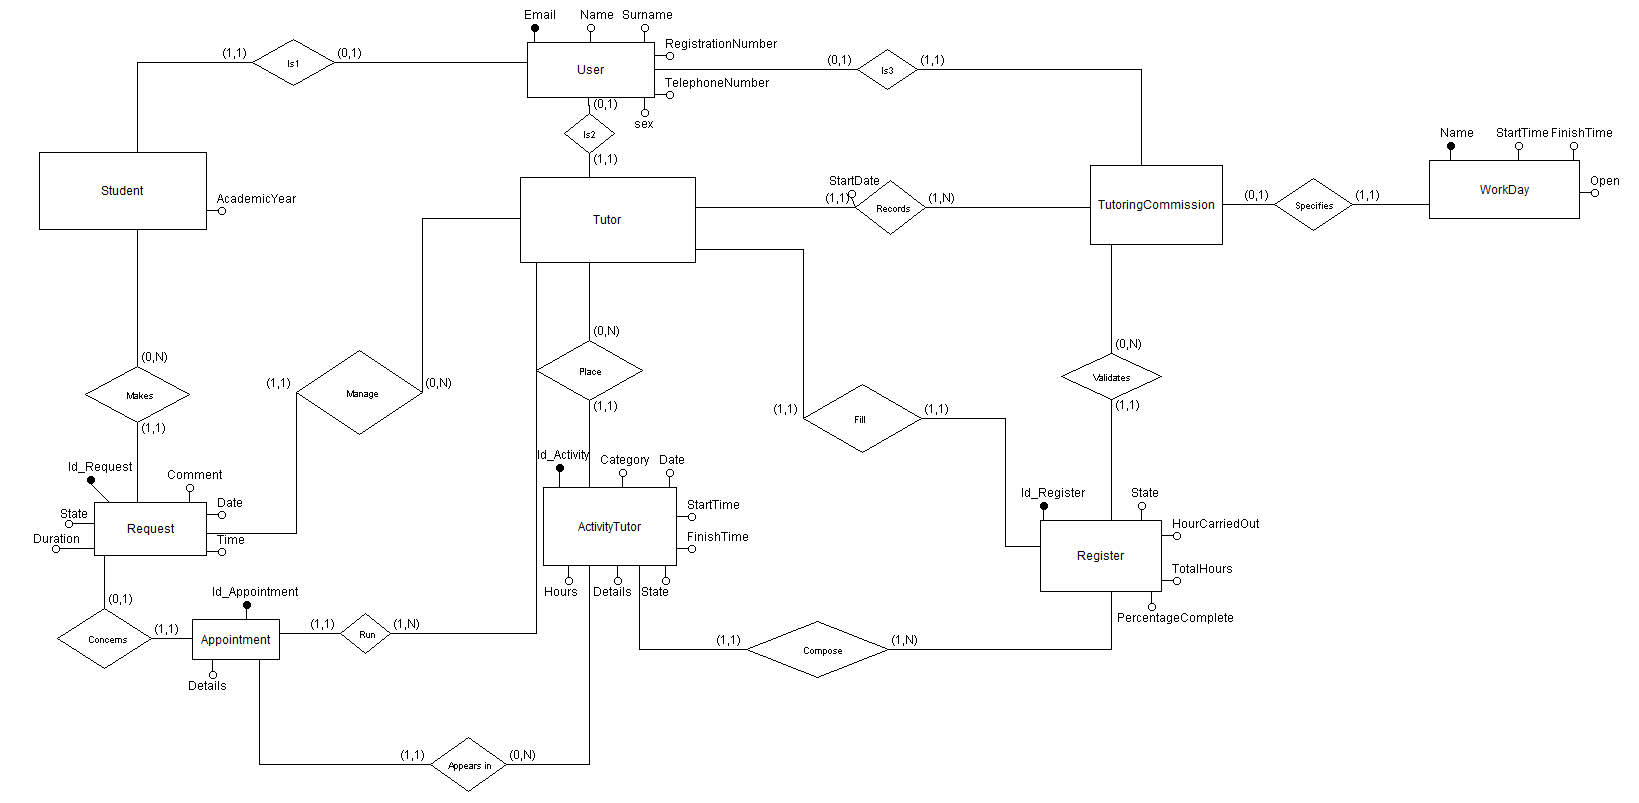 Email
Name
Surname
(1,1)
Is1
(0,1)
User
RegistrationNumber
TelephoneNumber
(0,1)
sex
Is2
(1,1)
(0,1)
Is3
(1,1)
Name
StartTime
FinishTime
WorkDay
Open
Student
AcademicYear
Tutor
StartDate
(1,1)
Records
(1,N)
TutoringCommission
(0,1)
Specifies
(1,1)
(0,N)
Makes
(1,1)
(1,1)
Manage
(0,N)
(0,N)
Place
(1,1)
(1,1)
Fill
(1,1)
(0,N)
Validates
(1,1)
Id_Request
Comment
State
Date
Request
Duration
Time
Id_Activity
Category
Date
StartTime
ActivityTutor
FinishTime
Hours
Details
State
Id_Register
State
HourCarriedOut
Register
TotalHours
PercentageComplete
(0,1)
Concerns
(1,1)
Id_Appointment
Appointment
Details
(1,1)
Run
(1,N)
(1,1)
Compose
(1,N)
(1,1)
Appears in
(0,N)